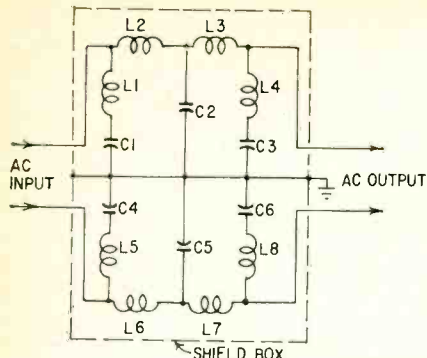 L2 L3
L1 L4
C2
C1 C3
AC INPUT
AC OUTPUT
C4 C6
L5 C5 L8
L6 L7
SHIELD BOX